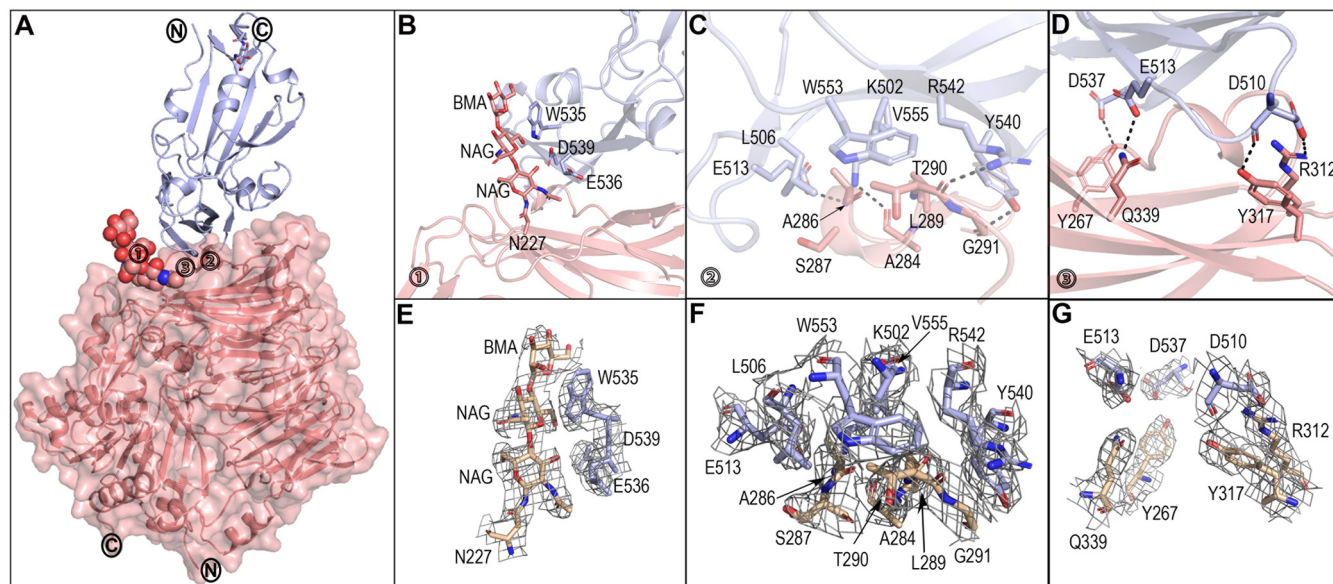 A
N
C
①
③
②
C
N
B
BMA
W535
NAG
D539
NAG
E536
N227
①
C
W553
K502
R542
V555
Y540
L506
E513
T290
A286
L289
G291
S287
A284
②
D
D537
E513
D510
R312
Y267
Q339
Y317
③
E
BMA
W535
NAG
D539
NAG
E536
N227
F
W553
K502
V555
R542
L506
Y540
E513
A286
S287
T290
A284
L289
G291
G
E513
D537
D510
R312
Y317
Q339
Y267